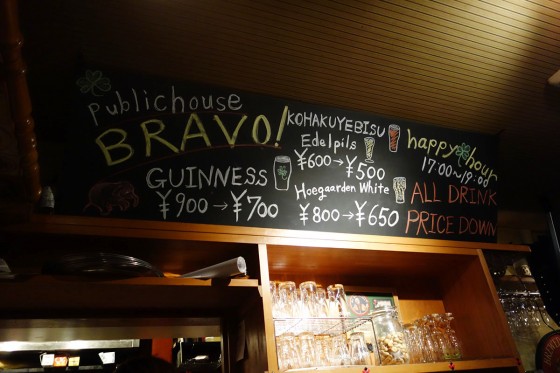 publichouse
BRAVO!
GUINNESS
¥900→¥700
KOHAKUYEBISU
Edelpils
¥600→¥500
Hoegaarden White
¥800→¥650
happy hour
17:00～19:00
ALL DRINK
PRICE DOWN